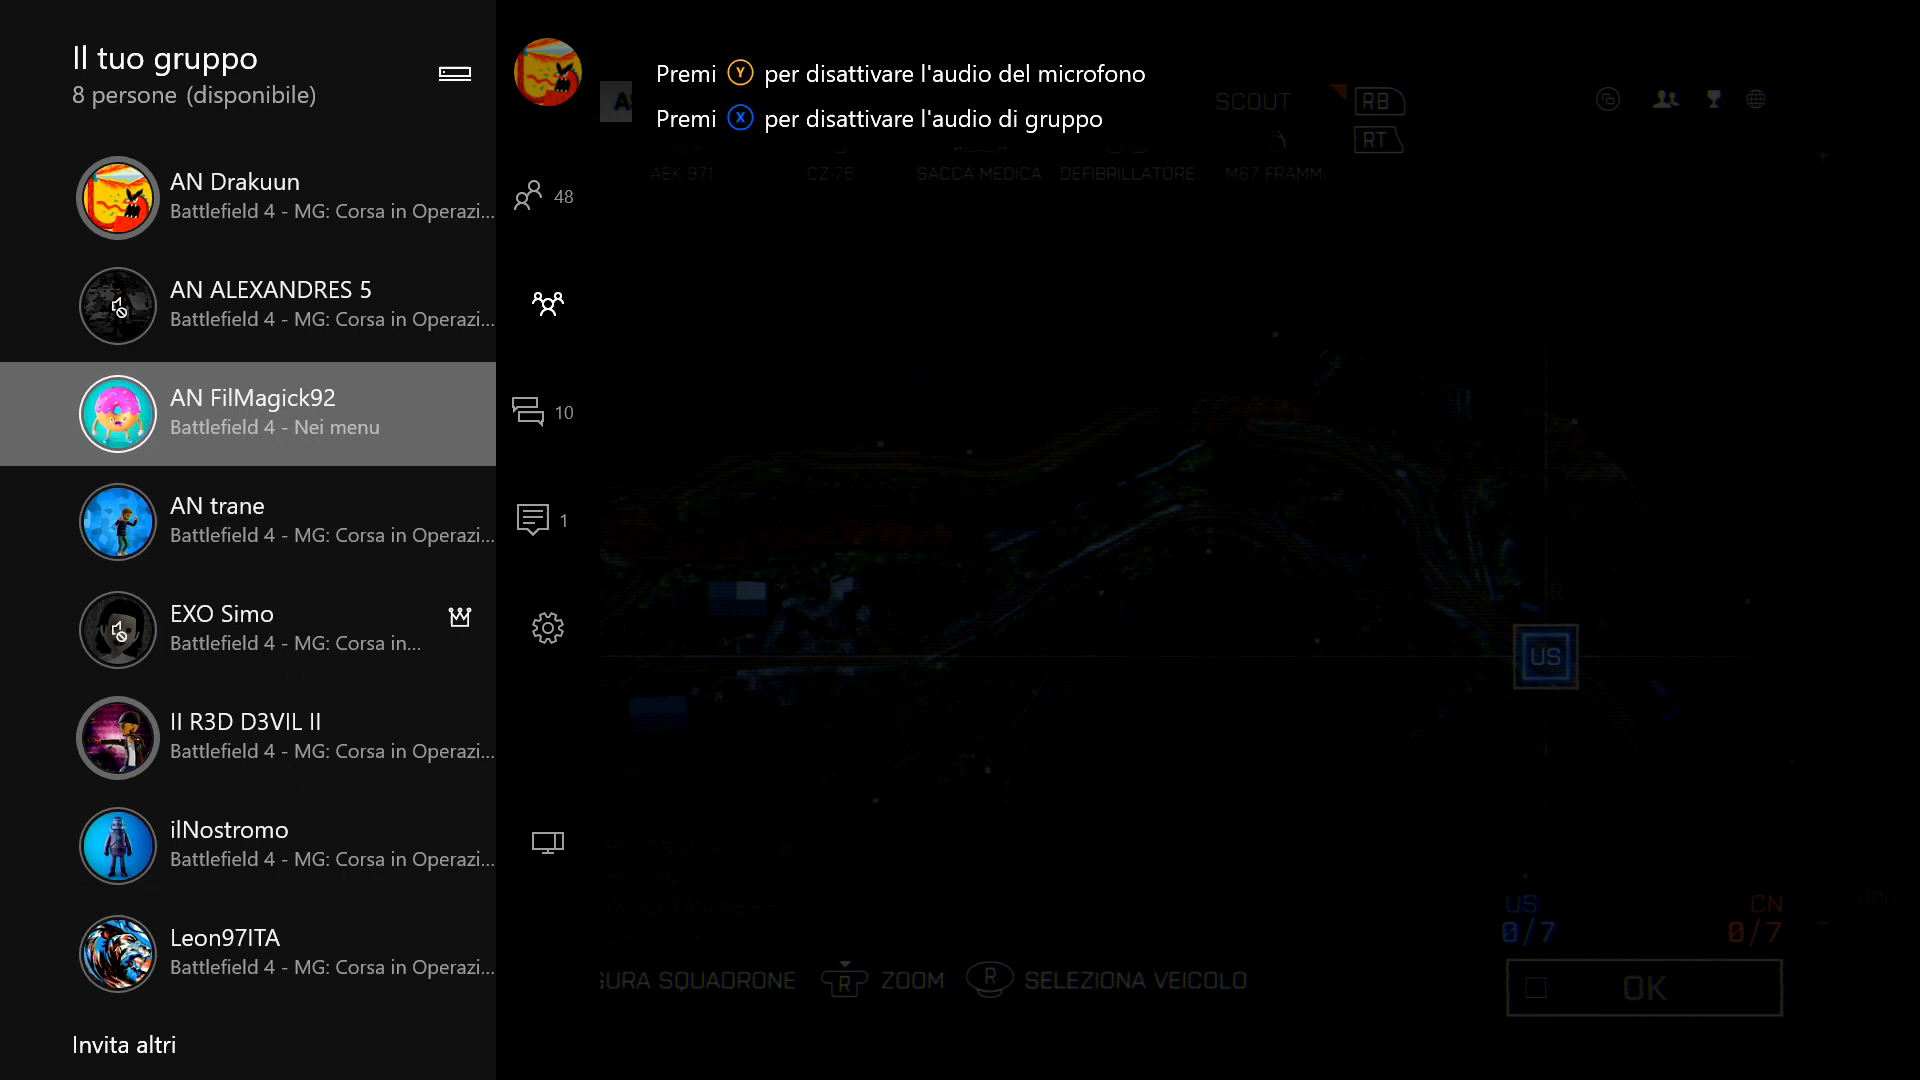 Il tuo gruppo
8 persone (disponibile)
AN Drakuun
Battlefield 4 - MG: Corsa in Operazi...
AN ALEXANDRES 5
Battlefield 4 - MG: Corsa in Operazi...
AN FilMagick92
Battlefield 4 - Nei menu
AN trane
Battlefield 4 - MG: Corsa in Operazi...
EXO Simo
Battlefield 4 - MG: Corsa in...
II R3D D3VIL II
Battlefield 4 - MG: Corsa in Operazi...
ilNostromo
Battlefield 4 - MG: Corsa in Operazi...
Leon97ITA
Battlefield 4 - MG: Corsa in Operazi...
Invita altri
48
10
1
Premi Y per disattivare l'audio del microfono
Premi X per disattivare l'audio di gruppo
SCOUT
RB
RT
AEK-971
CZ-75
SACCA MEDICA
DEFIBRILLATORE
M67 FRAMM.
US
AN ALEXANDRES 5
US
CN
0/7
0/7
GURA SQUADRONE
R ZOOM
R SELEZIONA VEICOLO
OK